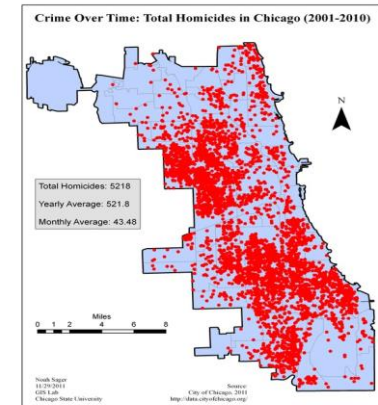 Crime Over Time: Total Homicides in Chicago (2001-2010)
N
Total Homicides: 5218
Yearly Average: 521.8
Monthly Average: 43.48
Miles
0 1 2 4 6 8
Noah Sager
11/29/2011
GIS Lab
Chicago State University
Source:
City of Chicago, 2011
http://data.cityofchicago.org/